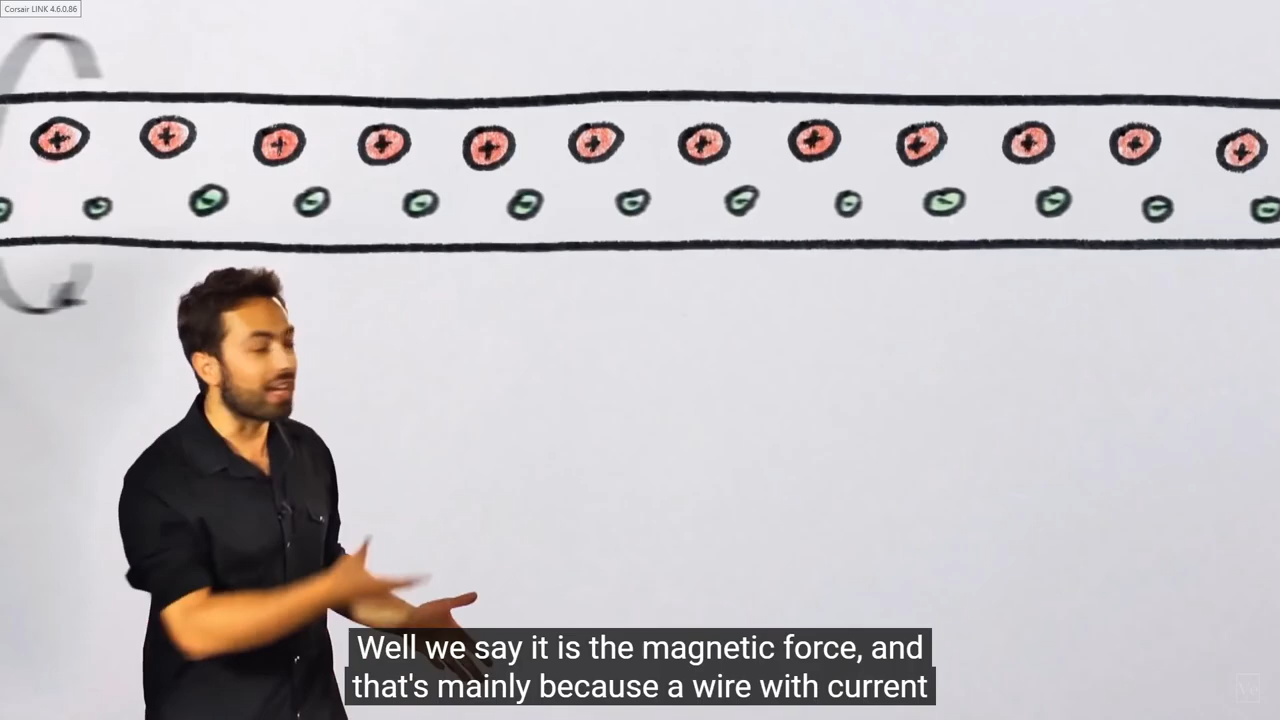 Corsair LINK 4.6.0.86
Well we say it is the magnetic force, and
that's mainly because a wire with current